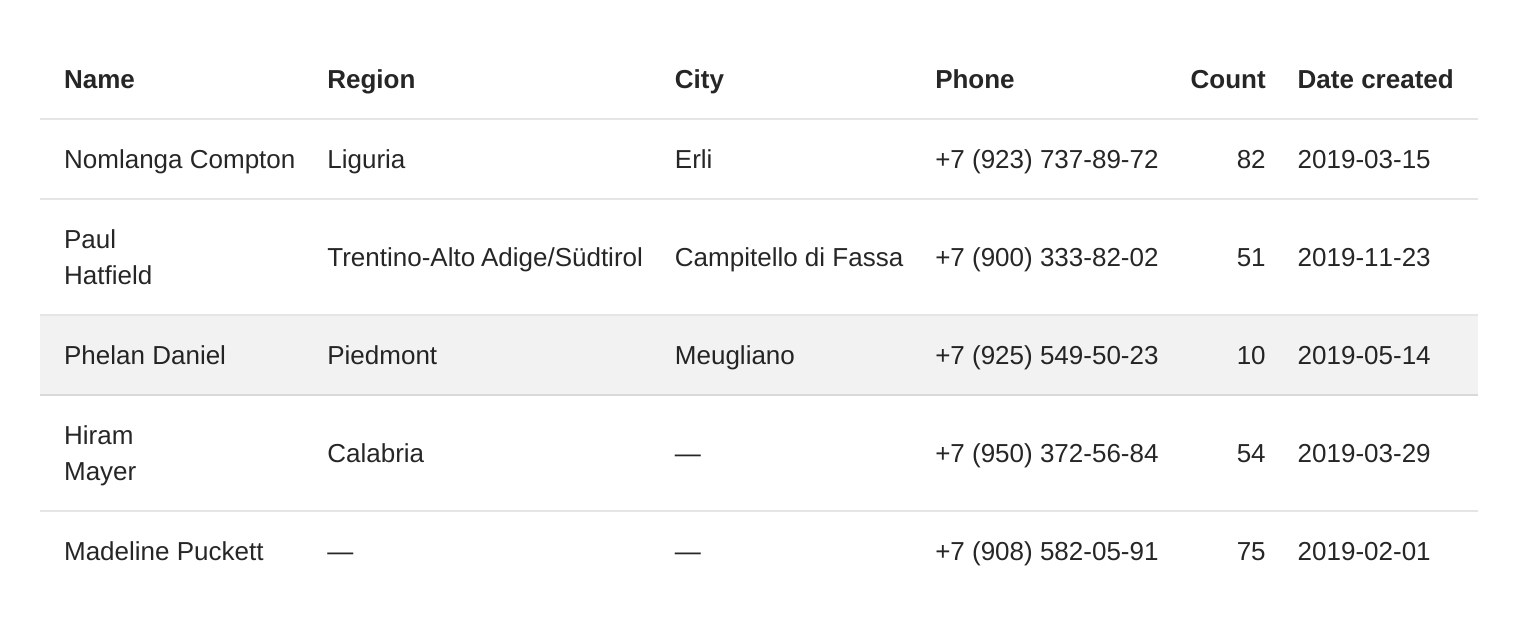 Name Region City Phone Count Date created
Nomlanga Compton Liguria Erli +7 (923) 737-89-72 82 2019-03-15
Paul
Hatfield Trentino-Alto Adige/Südtirol Campitello di Fassa +7 (900) 333-82-02 51 2019-11-23
Phelan Daniel Piedmont Meugliano +7 (925) 549-50-23 10 2019-05-14
Hiram
Mayer Calabria — +7 (950) 372-56-84 54 2019-03-29
Madeline Puckett — — +7 (908) 582-05-91 75 2019-02-01